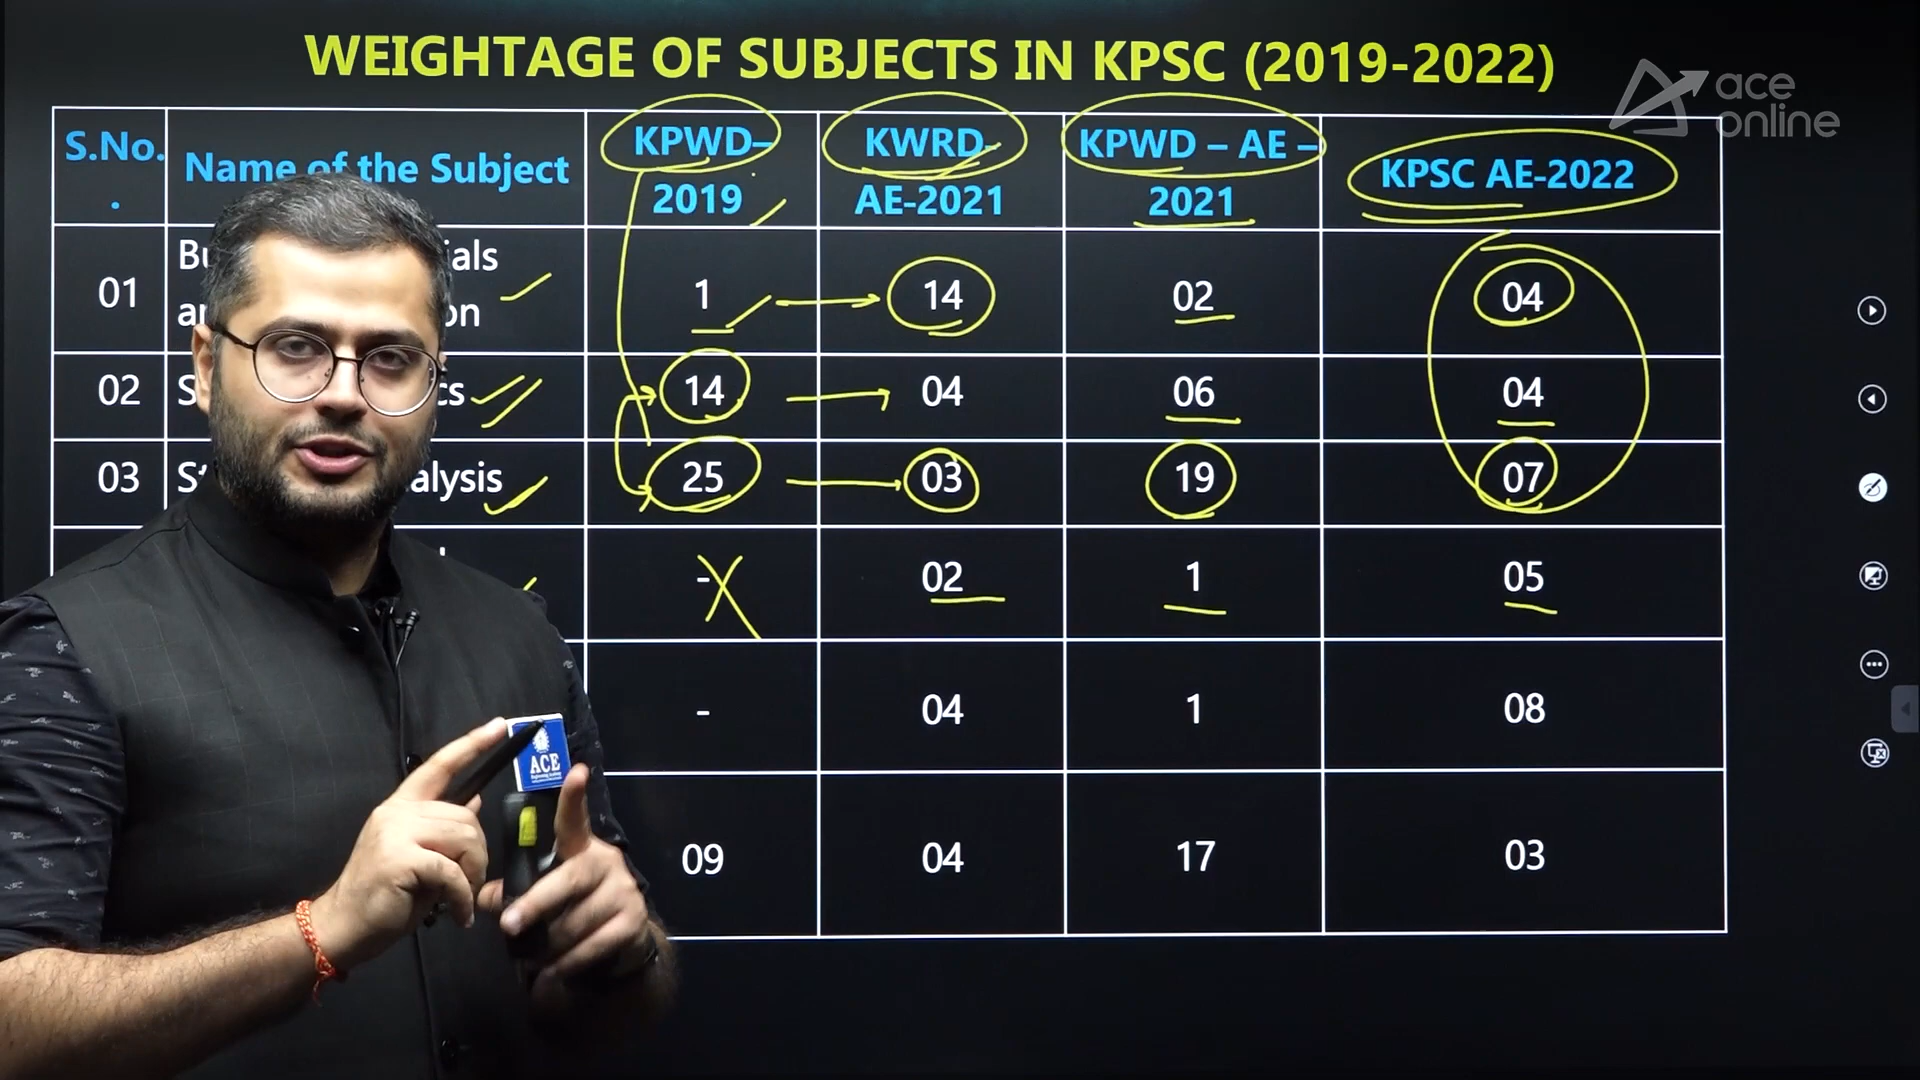 WEIGHTAGE OF SUBJECTS IN KPSC (2019-2022)
ace
online
S.No.
.
Name of the Subject
KPWD–
2019
KWRD-
AE-2021
KPWD – AE –
2021
KPSC AE-2022
01
1
14
02
04
02
14
04
06
04
03
25
03
19
07
-
02
1
05
-
04
1
08
09
04
17
03
ACE